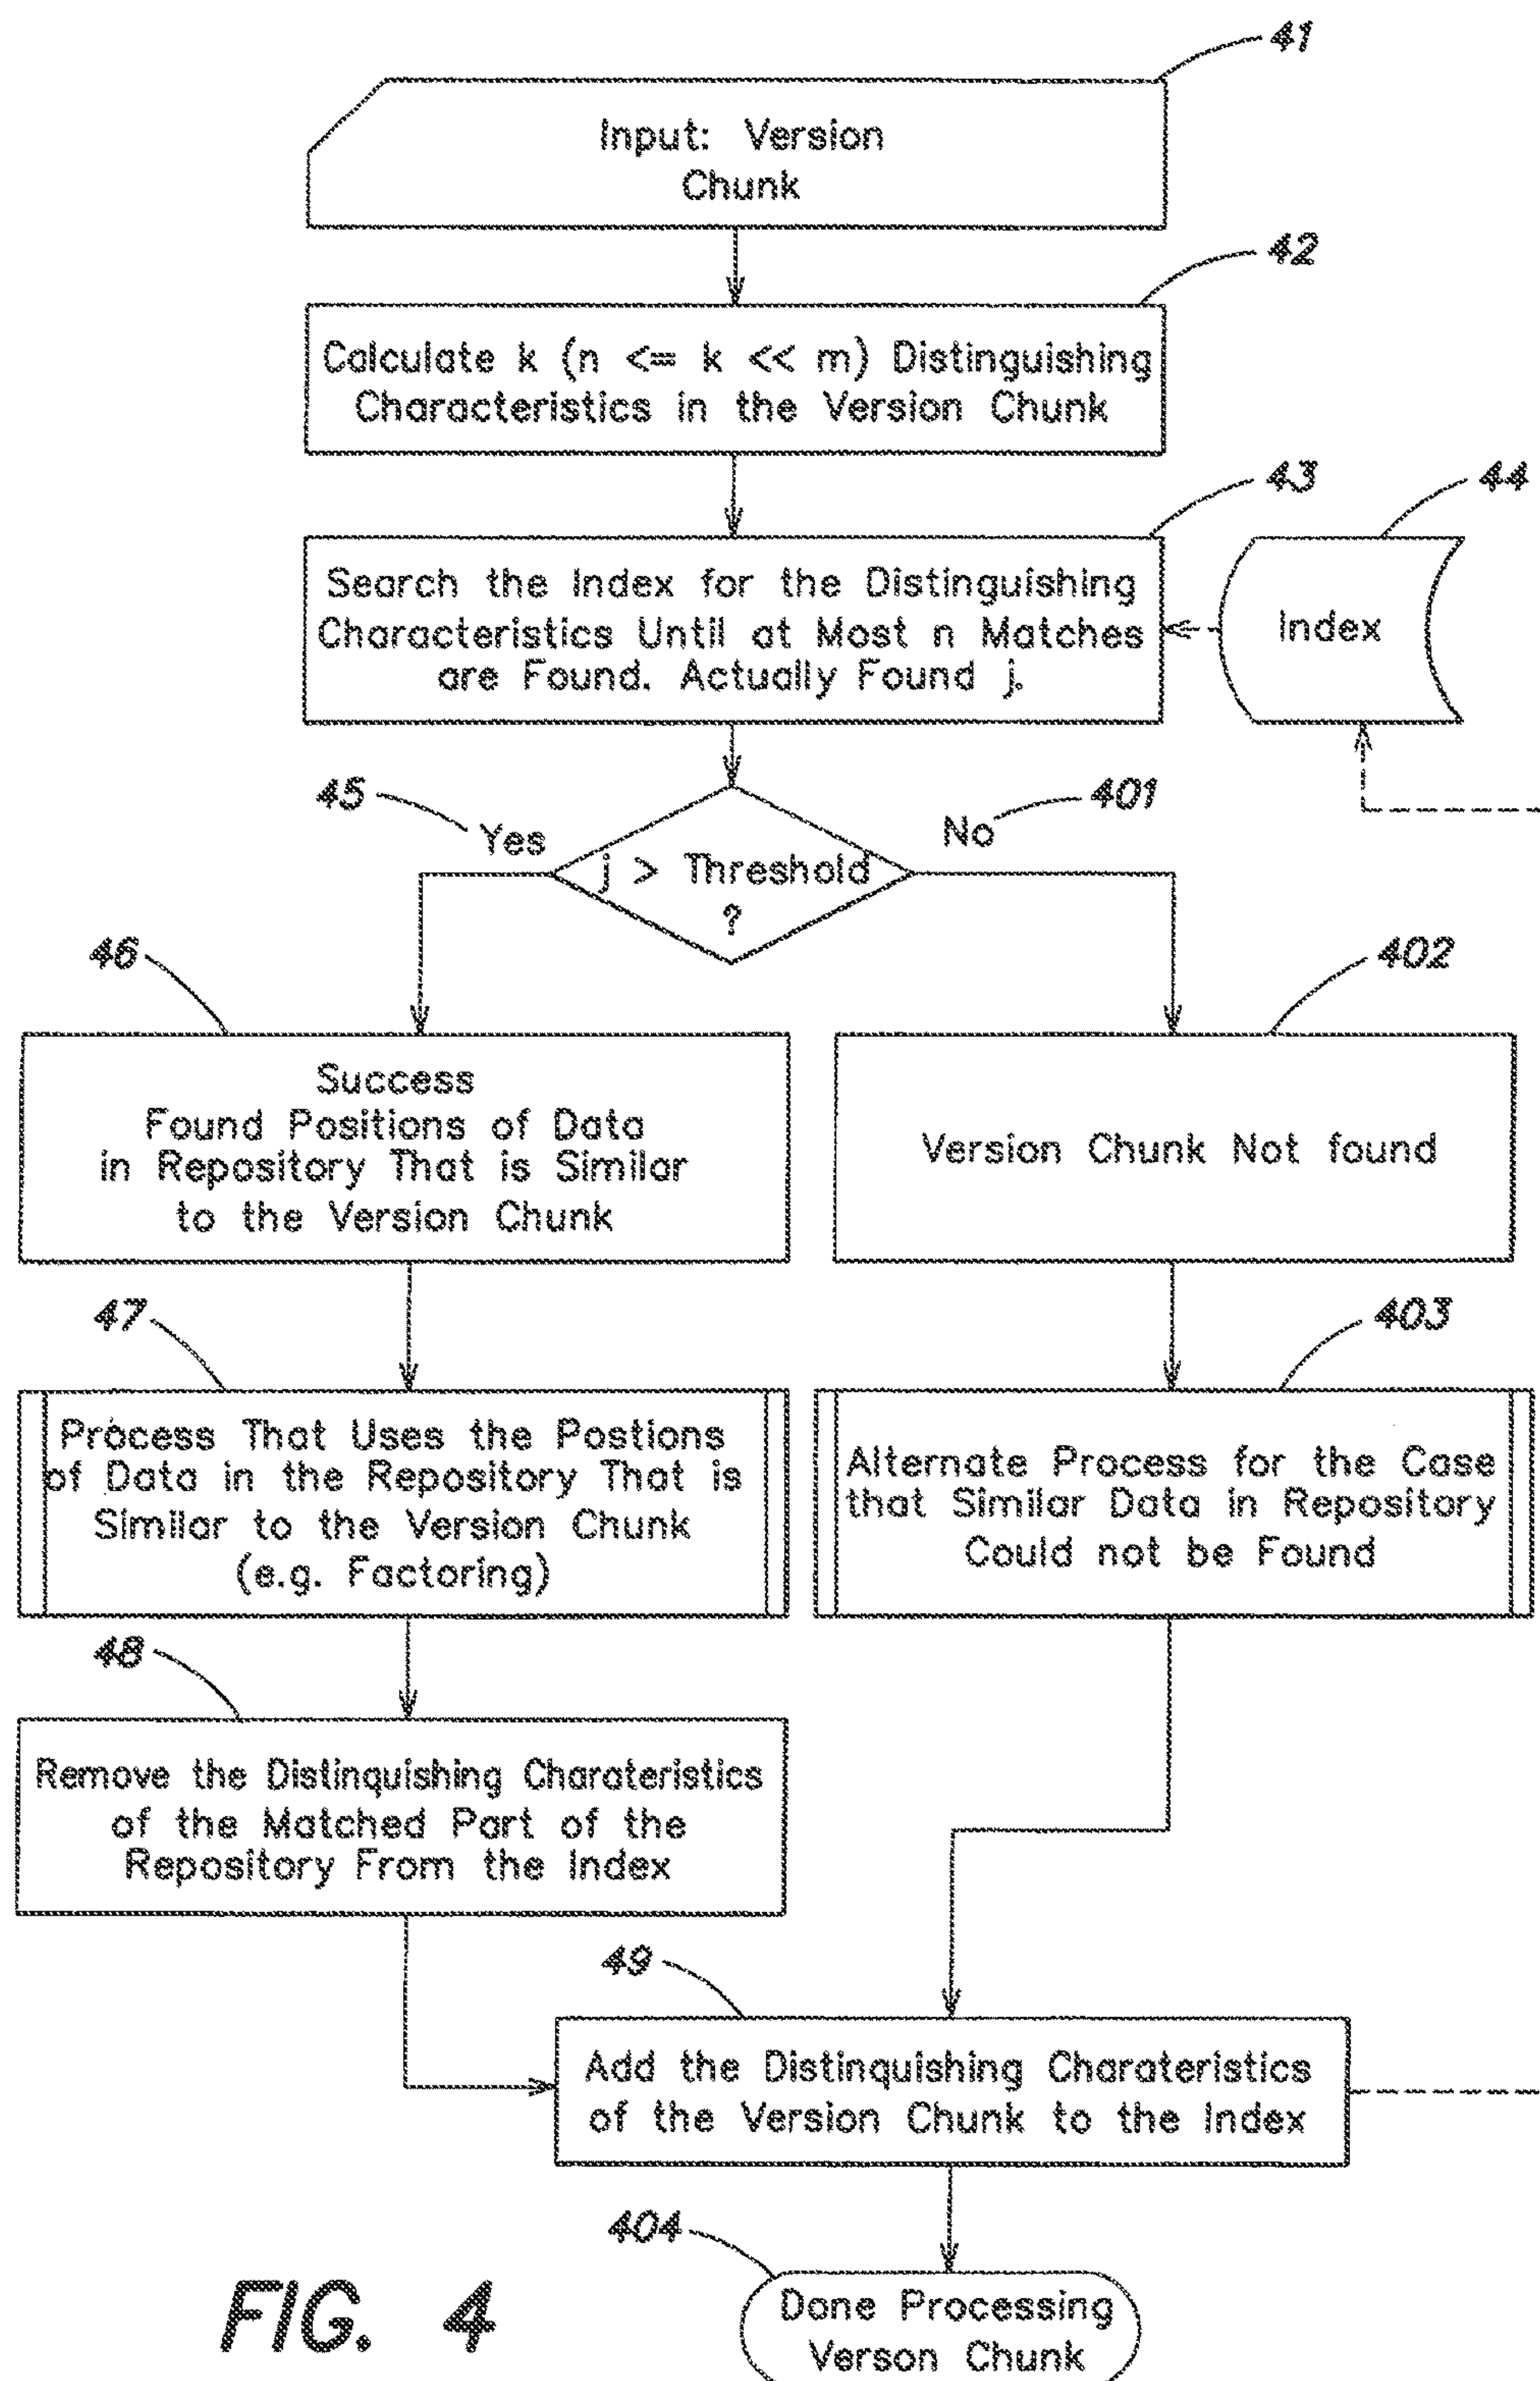 41
Input: Version
Chunk
42
Calculate k (n <= k << m) Distinguishing
Characteristics in the Version Chunk
43
44
Search the Index for the Distinguishing
Characteristics Until at Most n Matches
are Found. Actually Found j.
Index
45
Yes
No
401
j > Threshold
?
46
402
Success
Found Positions of Data
in Repository That is Similar
to the Version Chunk
Version Chunk Not found
47
403
Process That Uses the Postions
of Data in the Repository That is
Similar to the Version Chunk
(e.g. Factoring)
Alternate Process for the Case
that Similar Data in Repository
Could not be Found
48
Remove the Distinquishing Charateristics
of the Matched Part of the
Repository From the Index
49
Add the Distinquishing Charateristics
of the Version Chunk to the Index
404
Done Processing
Verson Chunk
FIG. 4